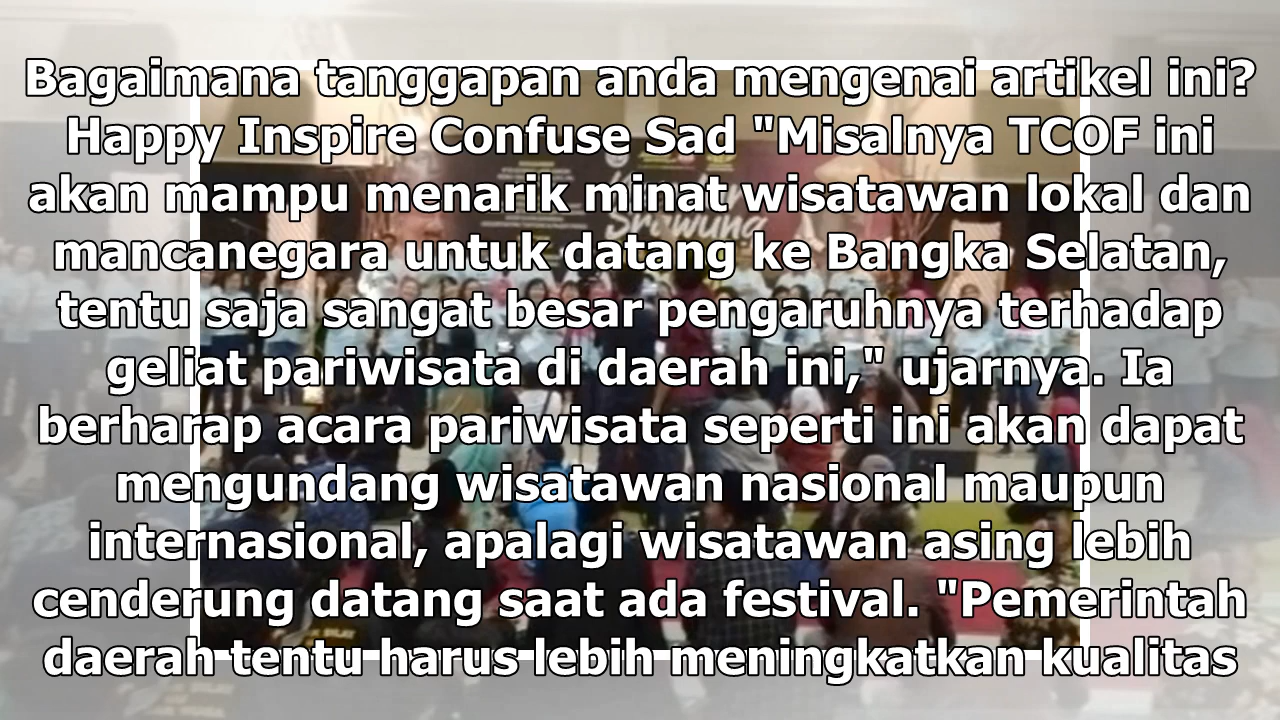 Bagaimana tanggapan anda mengenai artikel ini?
Happy Inspire Confuse Sad "Misalnya TCOF ini
akan mampu menarik minat wisatawan lokal dan
mancanegara untuk datang ke Bangka Selatan,
tentu saja sangat besar pengaruhnya terhadap
geliat pariwisata di daerah ini," ujarnya. Ia
berharap acara pariwisata seperti ini akan dapat
mengundang wisatawan nasional maupun
internasional, apalagi wisatawan asing lebih
cenderung datang saat ada festival. "Pemerintah
daerah tentu harus lebih meningkatkan kualitas
Srawung